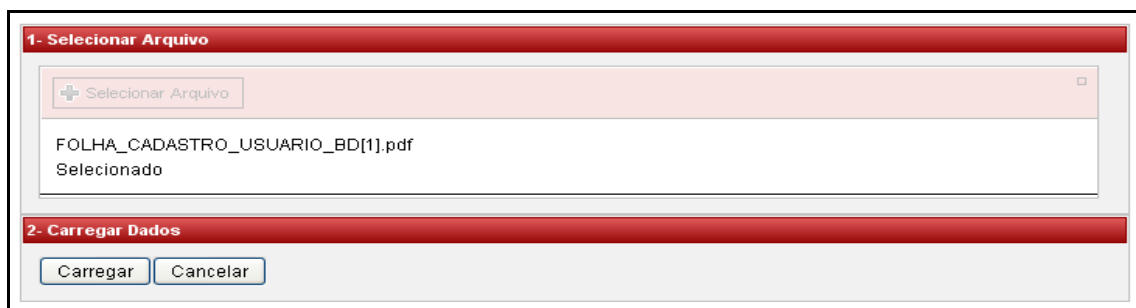 1- Selecionar Arquivo
Selecionar Arquivo
FOLHA_CADASTRO_USUARIO_BD[1].pdf
Selecionado
2- Carregar Dados
Carregar Cancelar